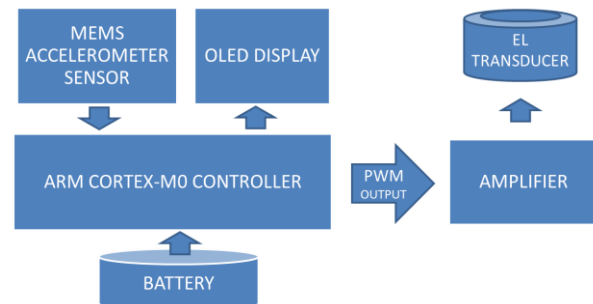 MEMS
ACCELEROMETER
SENSOR
OLED DISPLAY
EL
TRANSDUCER
ARM CORTEX-M0 CONTROLLER
PWM
OUTPUT
AMPLIFIER
BATTERY